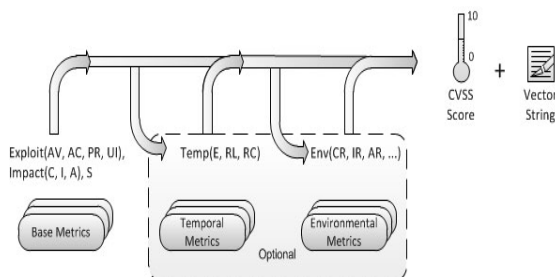 10
0
+
CVSS
Score
Vector
String
Exploit(AV, AC, PR, UI),
Impact(C, I, A), S
Temp(E, RL, RC)
Env(CR, IR, AR, ...)
Base Metrics
Temporal
Metrics
Environmental
Metrics
Optional